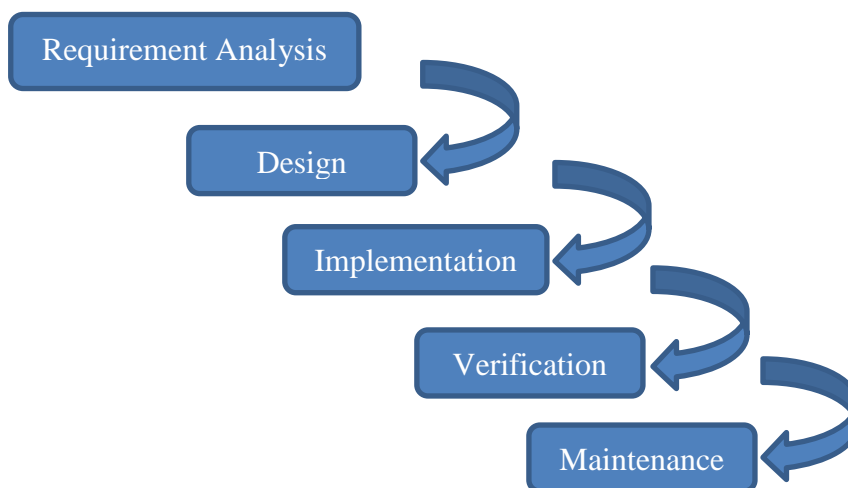 Requirement Analysis
Design
Implementation
Verification
Maintenance